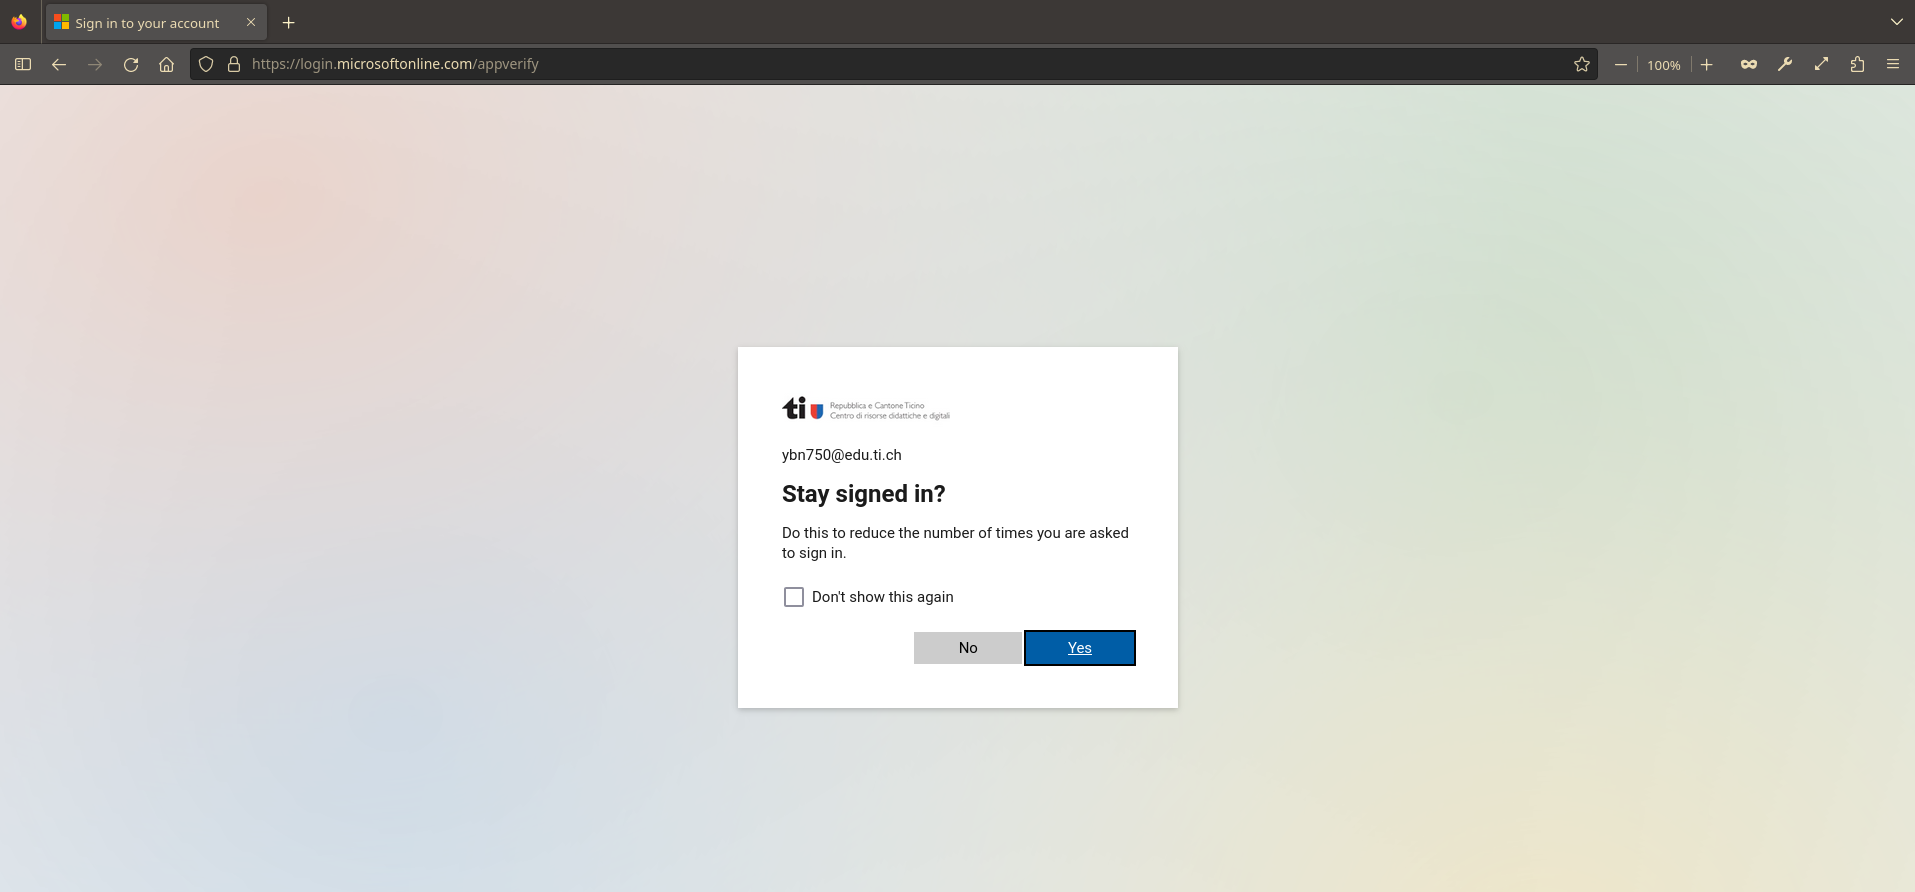 Sign in to your account
https://login.microsoftonline.com/appverify
100%
ti
Repubblica e Cantone Ticino
Centro di risorse didattiche e digitali
ybn750@edu.ti.ch
Stay signed in?
Do this to reduce the number of times you are asked
to sign in.
Don't show this again
No
Yes